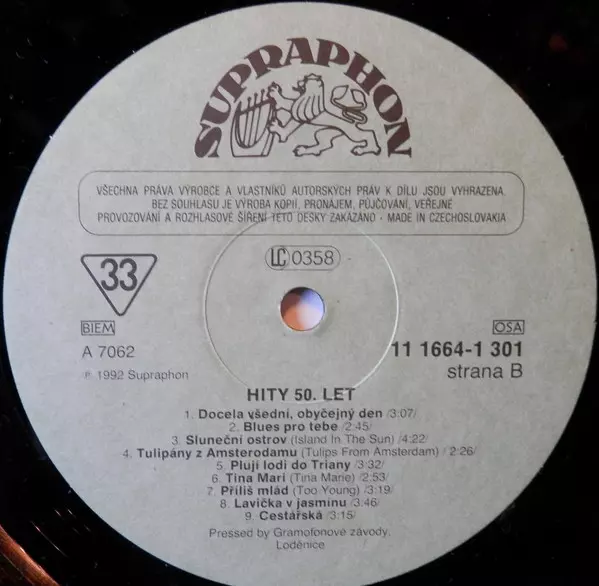 SUPRAPHON
VŠECHNA PRÁVA VÝROBCE A VLASTNÍKŮ AUTORSKÝCH PRÁV K DÍLU JSOU VYHRAZENA.
BEZ SOUHLASU JE VÝROBA KOPIÍ, PRONÁJEM, PŮJČOVÁNÍ, VEŘEJNÉ
PROVOZOVÁNÍ A ROZHLASOVÉ ŠÍŘENÍ TÉTO DESKY ZAKÁZÁNO · MADE IN CZECHOSLOVAKIA
LC 0358
33
BIEM
OSA
A 7062
11 1664-1 301
℗ 1992 Supraphon
strana B
HITY 50. LET
1. Docela všední, obyčejný den /3:07/
2. Blues pro tebe /2:45/
3. Sluneční ostrov (Island In The Sun) /4:22/
4. Tulipány z Amsterodamu (Tulips From Amsterdam) /2:26/
5. Plují lodi do Triany /3:32/
6. Tina Mari (Tina Marie) /2:53/
7. Příliš mlád (Too Young) /3:19/
8. Lavička v jasmínu /3:46/
9. Cestářská /3:15/
Pressed by Gramofonové závody,
Loděnice